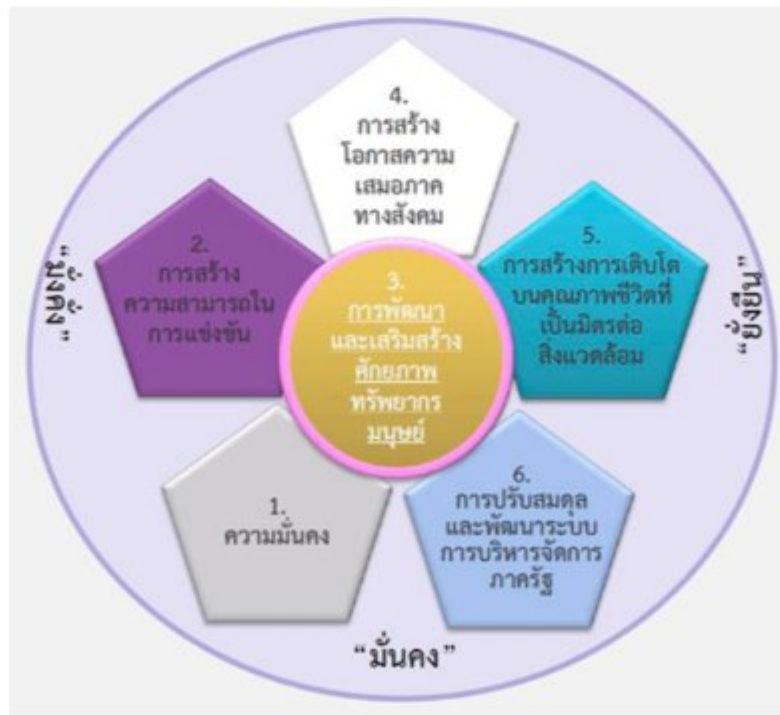 4.
การสร้าง
โอกาสความ
เสมอภาค
ทางสังคม
“มั่งคั่ง”
2.
การสร้าง
ความสามารถใน
การแข่งขัน
3.
การพัฒนา
และเสริมสร้าง
ศักยภาพ
ทรัพยากร
มนุษย์
5.
การสร้างการเติบโต
บนคุณภาพชีวิตที่
เป็นมิตรต่อ
สิ่งแวดล้อม
“ยั่งยืน”
1.
ความมั่นคง
6.
การปรับสมดุล
และพัฒนาระบบ
การบริหารจัดการ
ภาครัฐ
“มั่นคง”